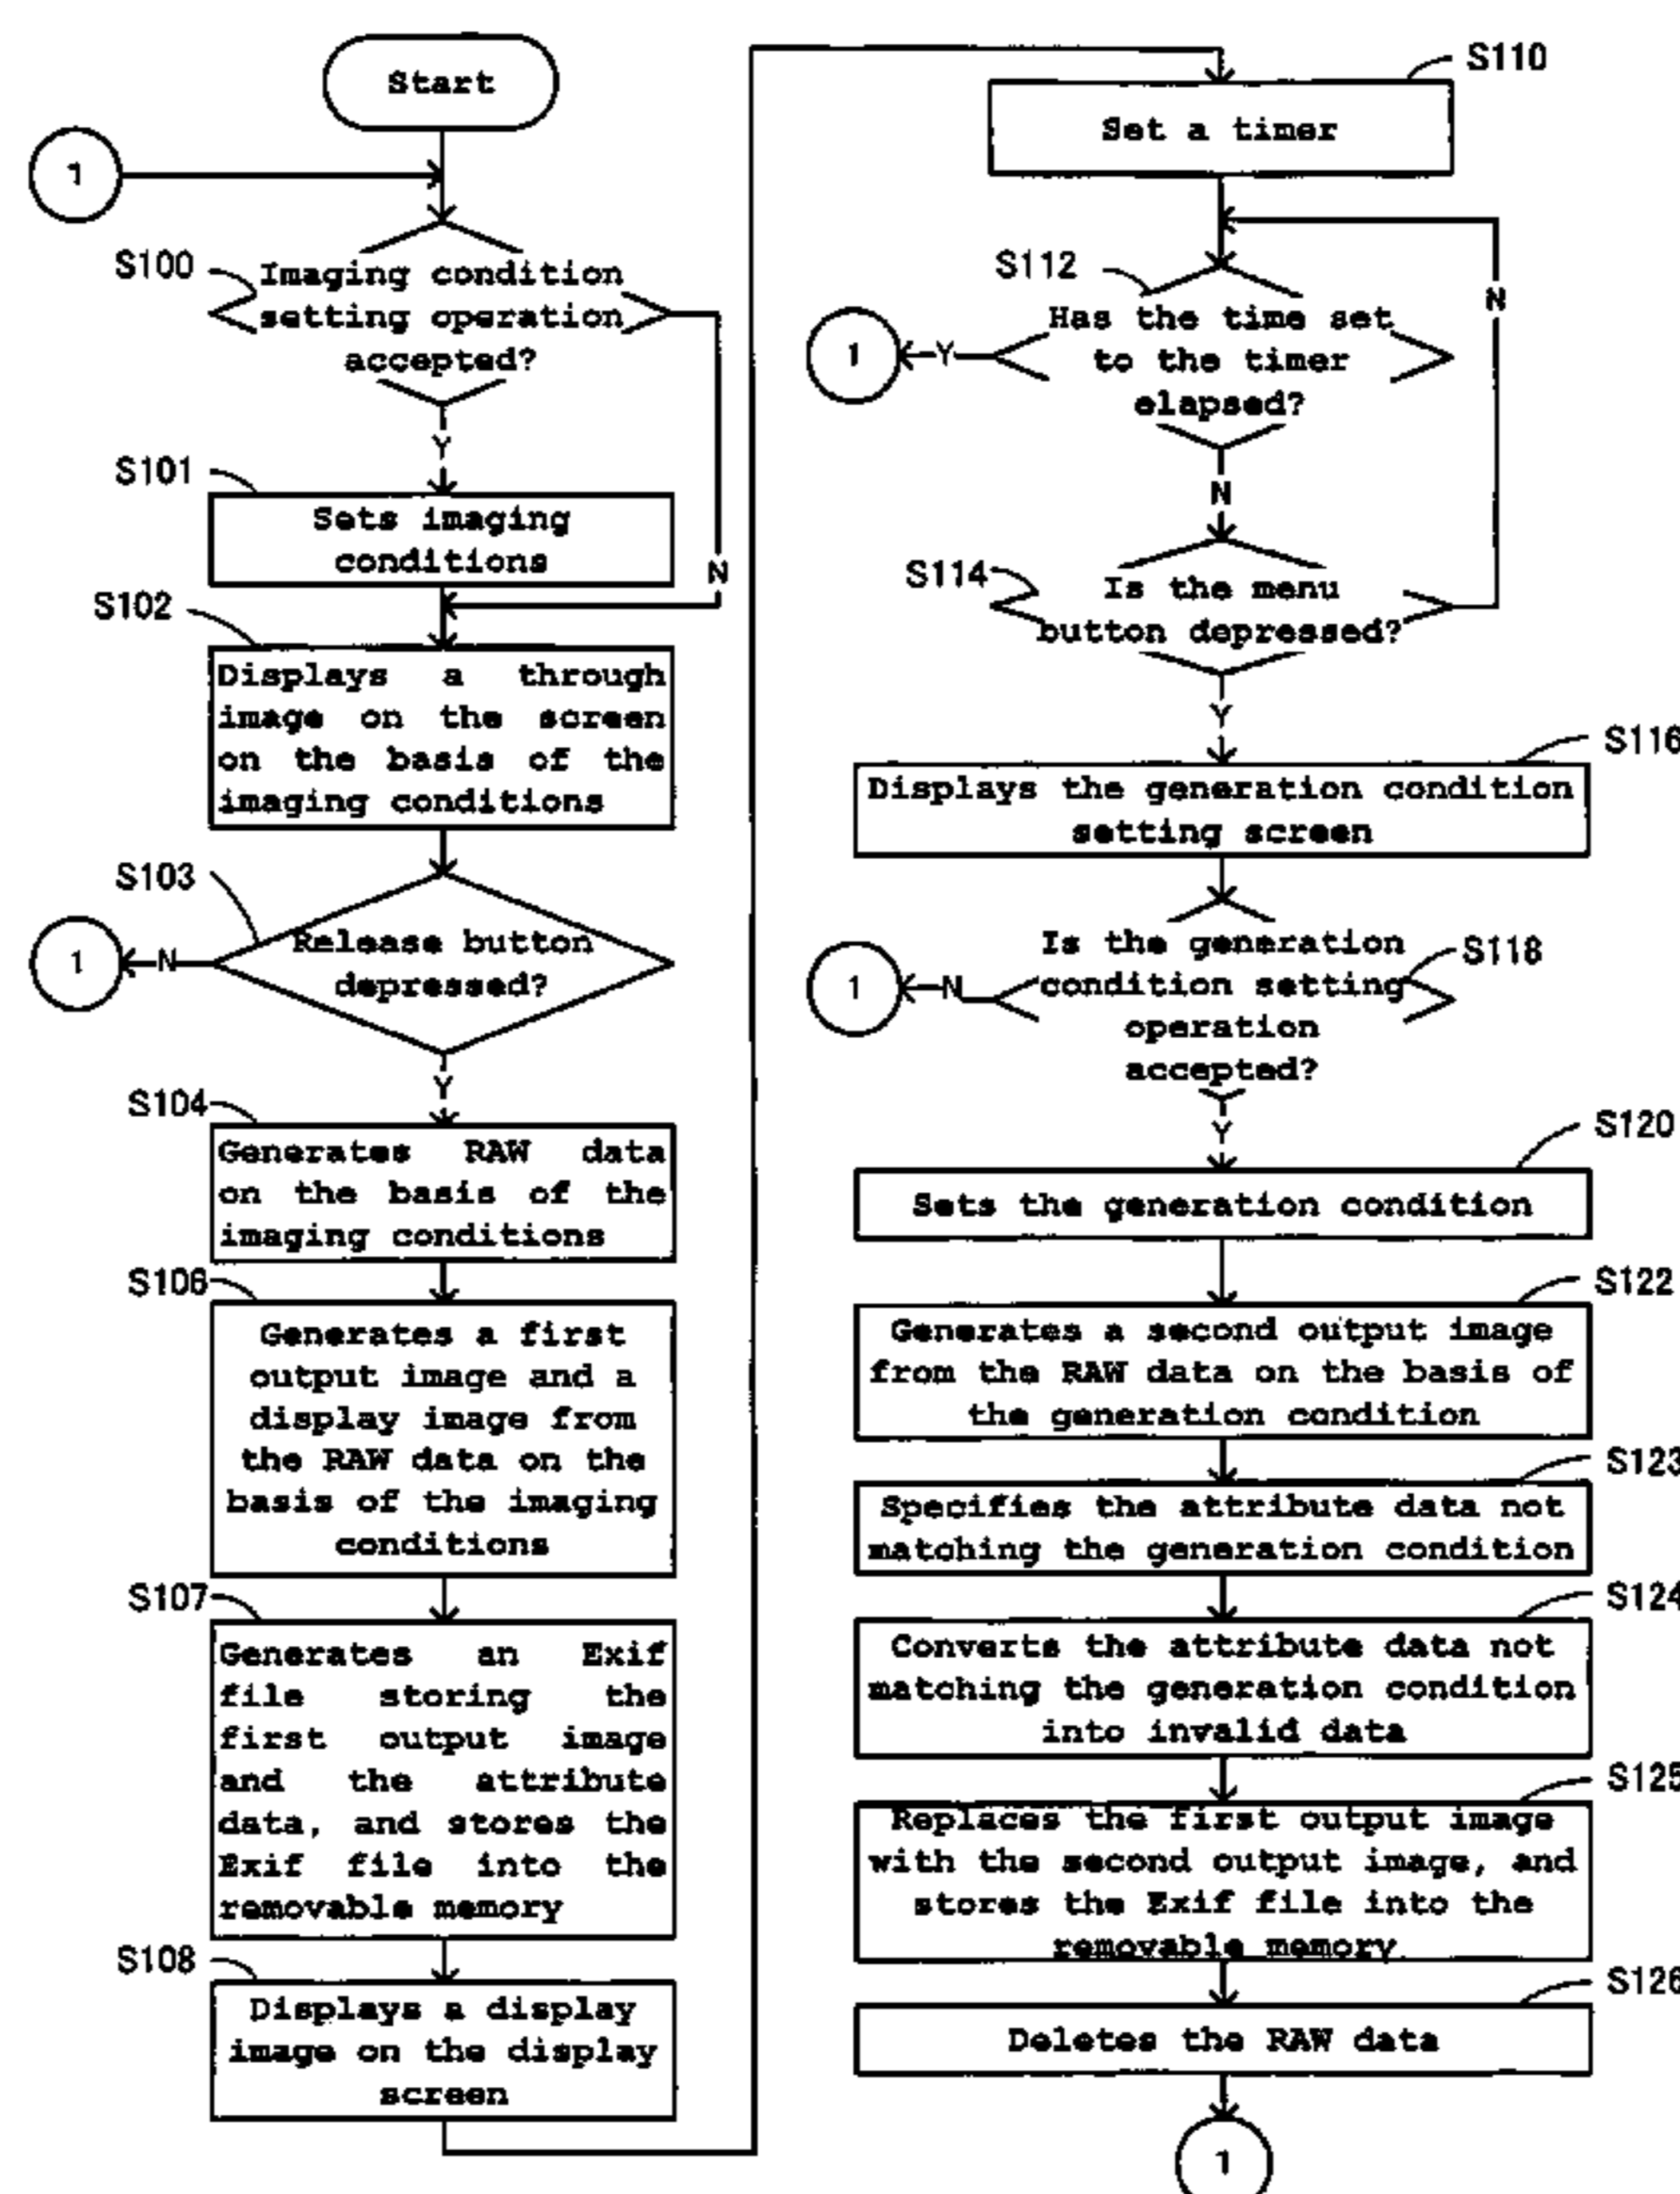 Start
1
S100
Imaging condition
setting operation
accepted?
Y
N
S101
Sets imaging
conditions
S102
Displays a through
image on the screen
on the basis of the
imaging conditions
S103
Release button
depressed?
1
N
Y
S104
Generates RAW data
on the basis of the
imaging conditions
S106
Generates a first
output image and a
display image from
the RAW data on the
basis of the imaging
conditions
S107
Generates an Exif
file storing the
first output image
and the attribute
data, and stores the
Exif file into the
removable memory
S108
Displays a display
image on the display
screen
S110
Set a timer
S112
Has the time set
to the timer
elapsed?
1
Y
N
N
S114
Is the menu
button depressed?
Y
S116
Displays the generation condition
setting screen
S118
Is the generation
condition setting
operation
accepted?
1
N
Y
S120
Sets the generation condition
S122
Generates a second output image
from the RAW data on the basis of
the generation condition
S123
Specifies the attribute data not
matching the generation condition
S124
Converts the attribute data not
matching the generation condition
into invalid data
S125
Replaces the first output image
with the second output image, and
stores the Exif file into the
removable memory
S126
Deletes the RAW data
1